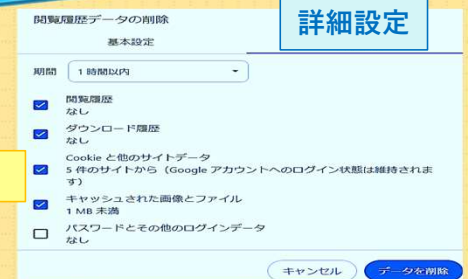 閲覧履歴データの削除
詳細設定
基本設定
期間 1 時間以内
閲覧履歴
なし
ダウンロード履歴
なし
Cookie と他のサイトデータ
5 件のサイトから（Google アカウントへのログイン状態は維持されま
す）
キャッシュされた画像とファイル
1 MB 未満
パスワードとその他のログインデータ
なし
キャンセル データを削除